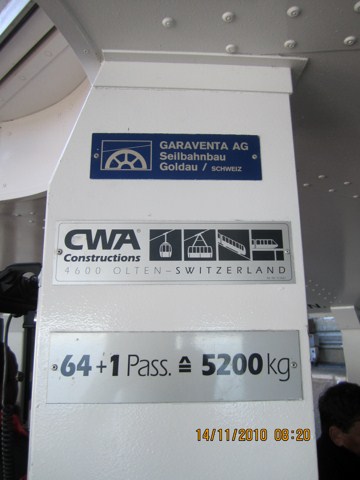 GARAVENTA AG
Seilbahnbau
Goldau / SCHWEIZ
CWA®
Constructions
4600 OLTEN-SWITZERLAND
64+1 Pass. ≙ 5200 kg
14/11/2010 08:20